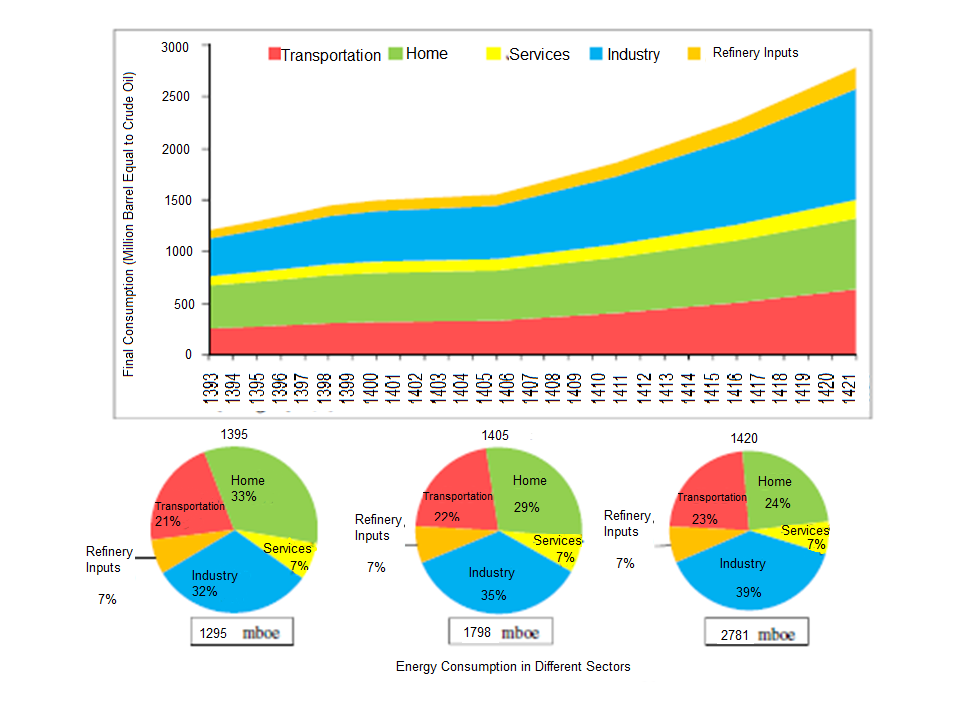 Final Consumption (Million Barrel Equal to Crude Oil)
3000
2500
2000
1500
1000
500
0
Transportation Home Services Industry Refinery Inputs
1393 1394 1395 1396 1397 1398 1399 1400 1401 1402 1403 1404 1405 1406 1407 1408 1409 1410 1411 1412 1413 1414 1415 1416 1417 1418 1419 1420 1421
1395
Home
33%
Transportation
21%
Services
7%
Refinery
Inputs
7%
Industry
32%
1295 mboe
1405
Home
29%
Transportation
22%
Refinery,
Inputs
7%
Services
7%
Industry
35%
1798 mboe
1420
Home
24%
Transportation
23%
Refinery,
Inputs
7%
Services
7%
Industry
39%
2781 mboe
Energy Consumption in Different Sectors